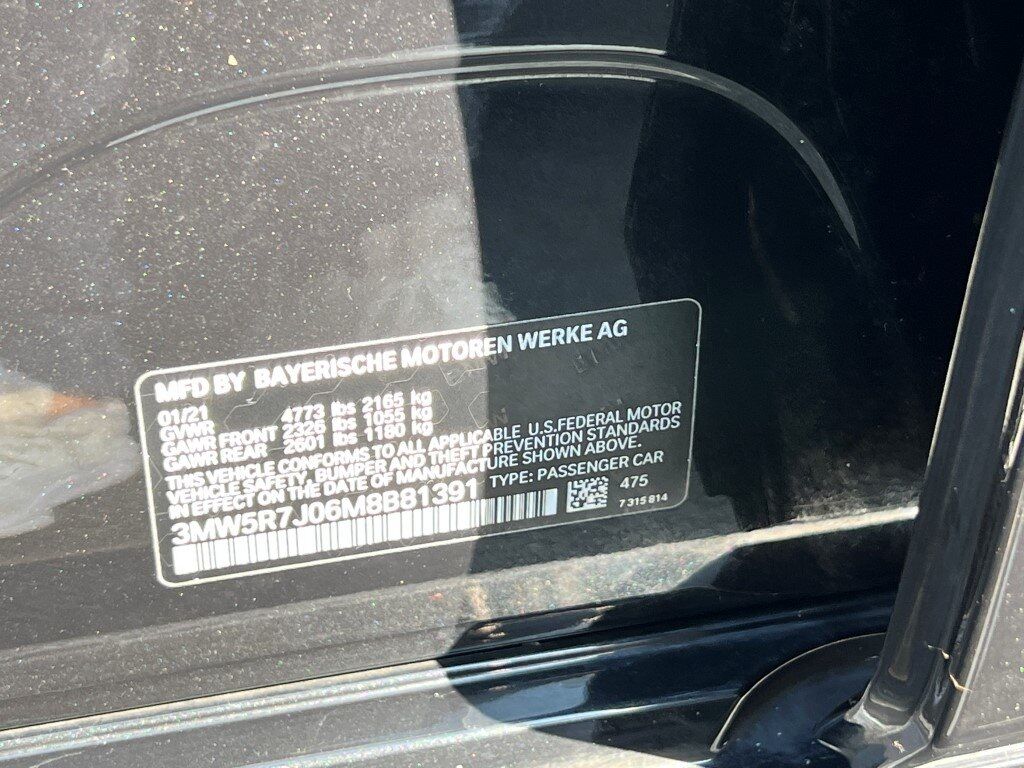 MFD BY BAYERISCHE MOTOREN WERKE AG
01/21
GVWR 4773 lbs 2165 kg
GAWR FRONT 2326 lbs 1055 kg
GAWR REAR 2601 lbs 1180 kg
THIS VEHICLE CONFORMS TO ALL APPLICABLE U.S.FEDERAL MOTOR
VEHICLE SAFETY, BUMPER AND THEFT PREVENTION STANDARDS
IN EFFECT ON THE DATE OF MANUFACTURE SHOWN ABOVE.
3MW5R7J06M8B81391 TYPE: PASSENGER CAR
475
7 315 814